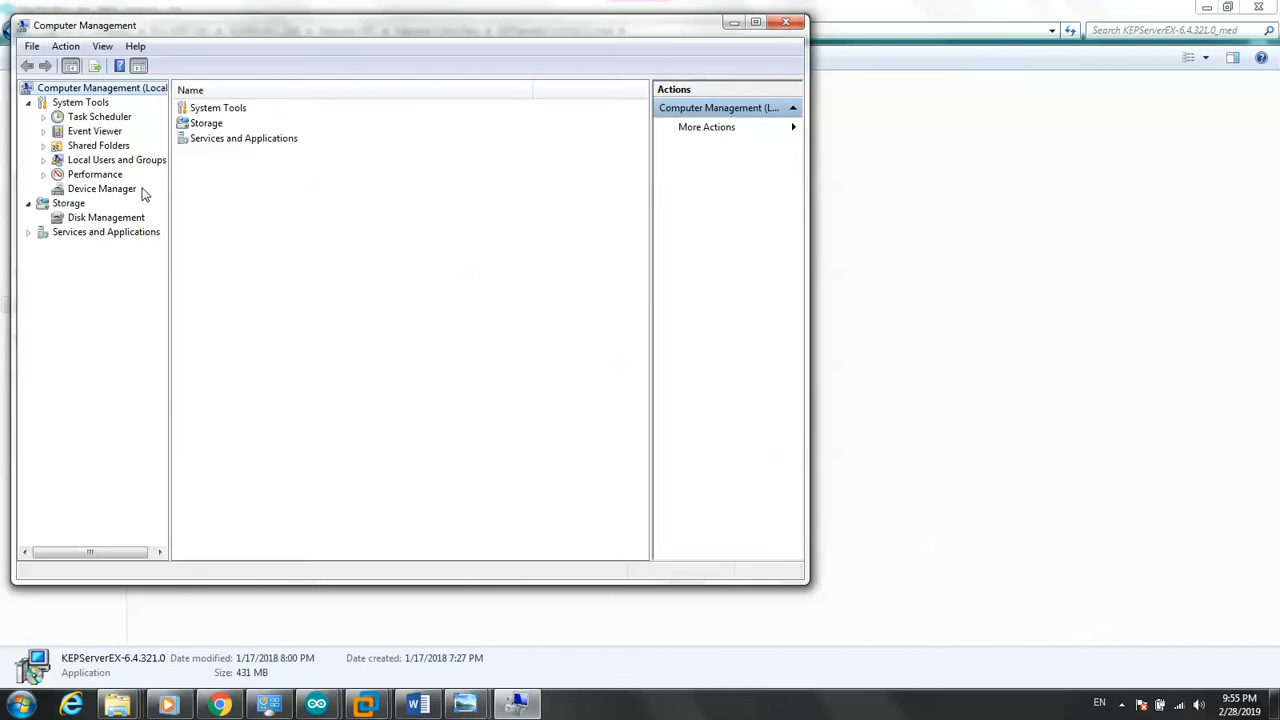 Computer Management
Search KEPServerEX-6.4.321.0_med
File Action View Help
Computer Management (Local
System Tools
Task Scheduler
Event Viewer
Shared Folders
Local Users and Groups
Performance
Device Manager
Storage
Disk Management
Services and Applications
Name
System Tools
Storage
Services and Applications
Actions
Computer Management (L...
More Actions
KEPServerEX-6.4.321.0 Date modified: 1/17/2018 8:00 PM Date created: 1/17/2018 7:27 PM
Application Size: 431 MB
EN
9:55 PM
2/28/2019